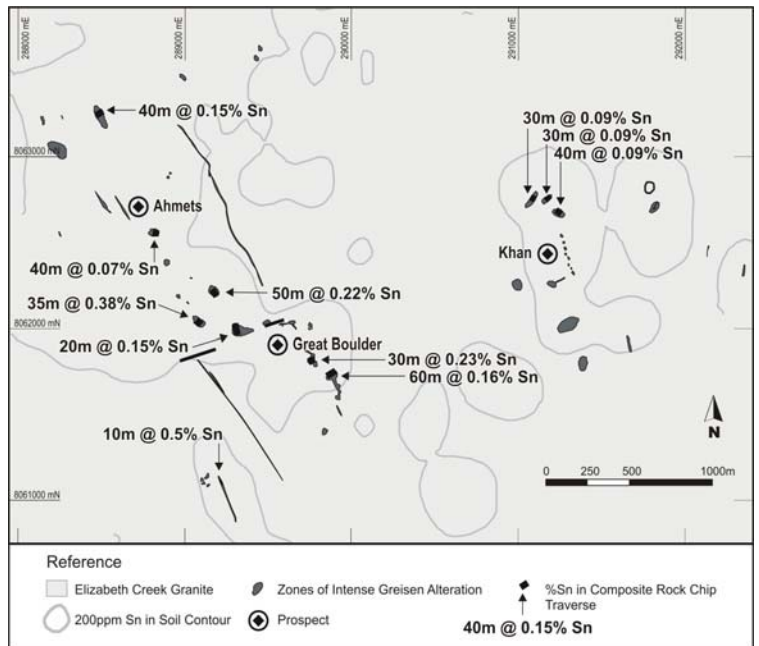 288000 mE
289000 mE
290000 mE
291000 mE
292000 mE
40m @ 0.15% Sn
30m @ 0.09% Sn
30m @ 0.09% Sn
40m @ 0.09% Sn
8063000 mN
Ahmets
Khan
40m @ 0.07% Sn
50m @ 0.22% Sn
35m @ 0.38% Sn
8062000 mN
20m @ 0.15% Sn
Great Boulder
30m @ 0.23% Sn
60m @ 0.16% Sn
10m @ 0.5% Sn
N
0 250 500 1000m
8061000 mN
Reference
Elizabeth Creek Granite
Zones of Intense Greisen Alteration
%Sn in Composite Rock Chip
Traverse
200ppm Sn in Soil Contour
Prospect
40m @ 0.15% Sn